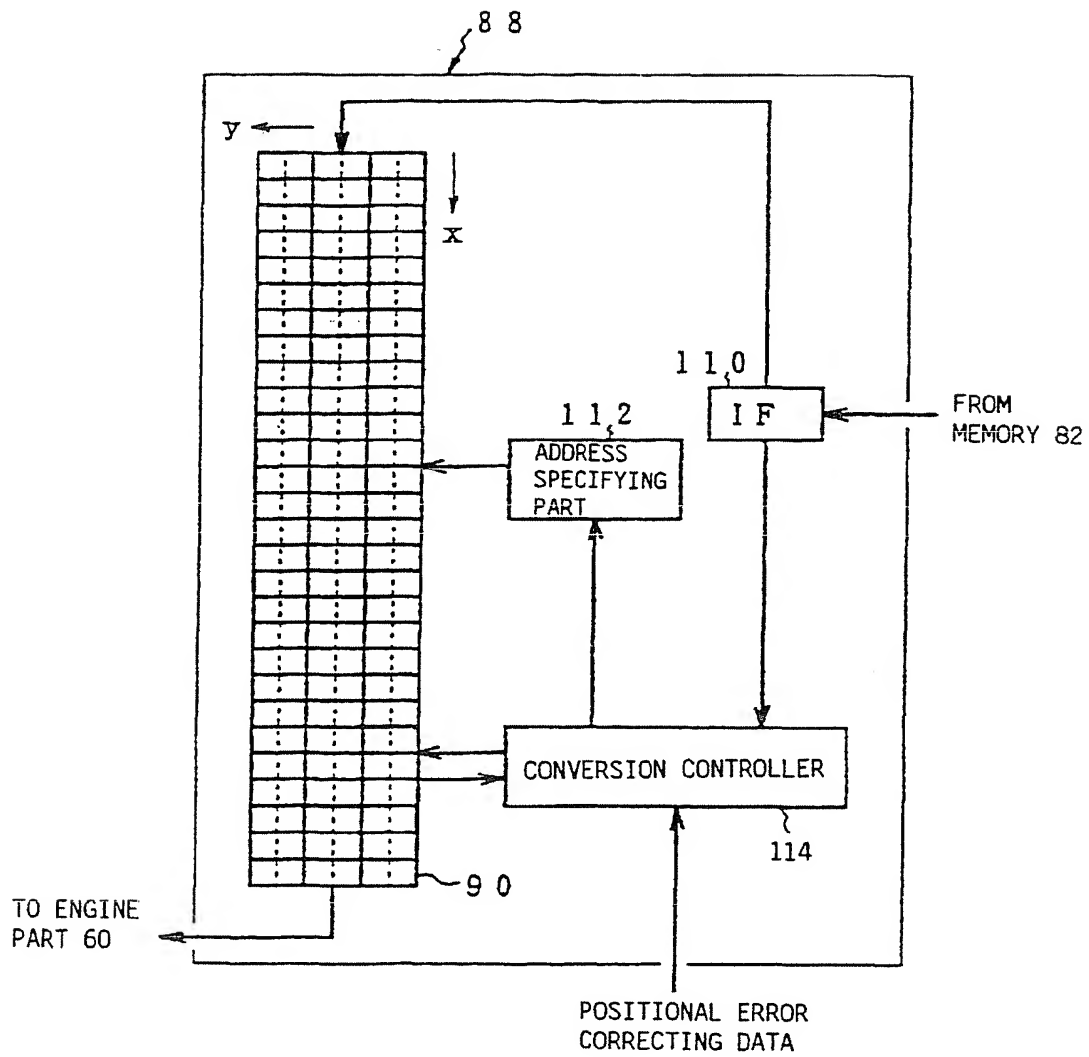 88
y
x
110
IF
FROM
MEMORY 82
112
ADDRESS
SPECIFYING
PART
CONVERSION CONTROLLER
114
90
TO ENGINE
PART 60
POSITIONAL ERROR
CORRECTING DATA